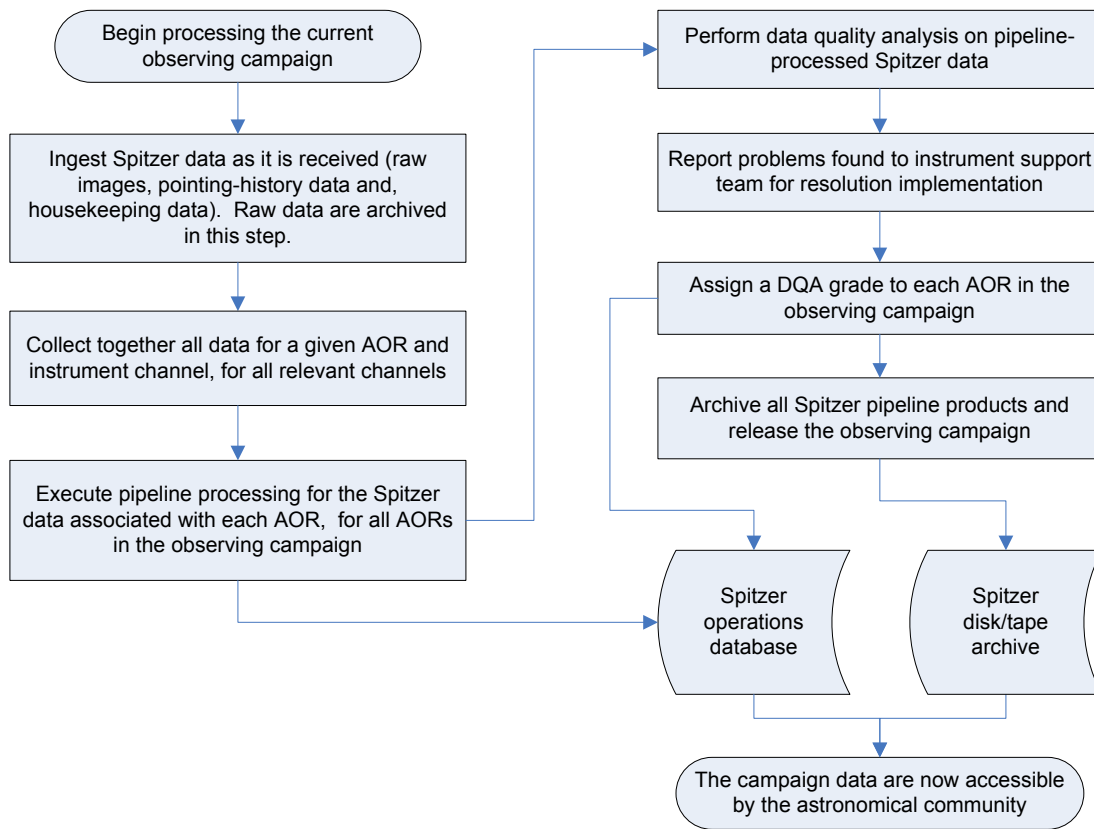 Begin processing the current
observing campaign
Ingest Spitzer data as it is received (raw
images, pointing-history data and,
housekeeping data).  Raw data are archived
in this step.
Collect together all data for a given AOR and
instrument channel, for all relevant channels
Execute pipeline processing for the Spitzer
data associated with each AOR,  for all AORs
in the observing campaign
Perform data quality analysis on pipeline-
processed Spitzer data
Report problems found to instrument support
team for resolution implementation
Assign a DQA grade to each AOR in the
observing campaign
Archive all Spitzer pipeline products and
release the observing campaign
Spitzer
operations
database
Spitzer
disk/tape
archive
The campaign data are now accessible
by the astronomical community